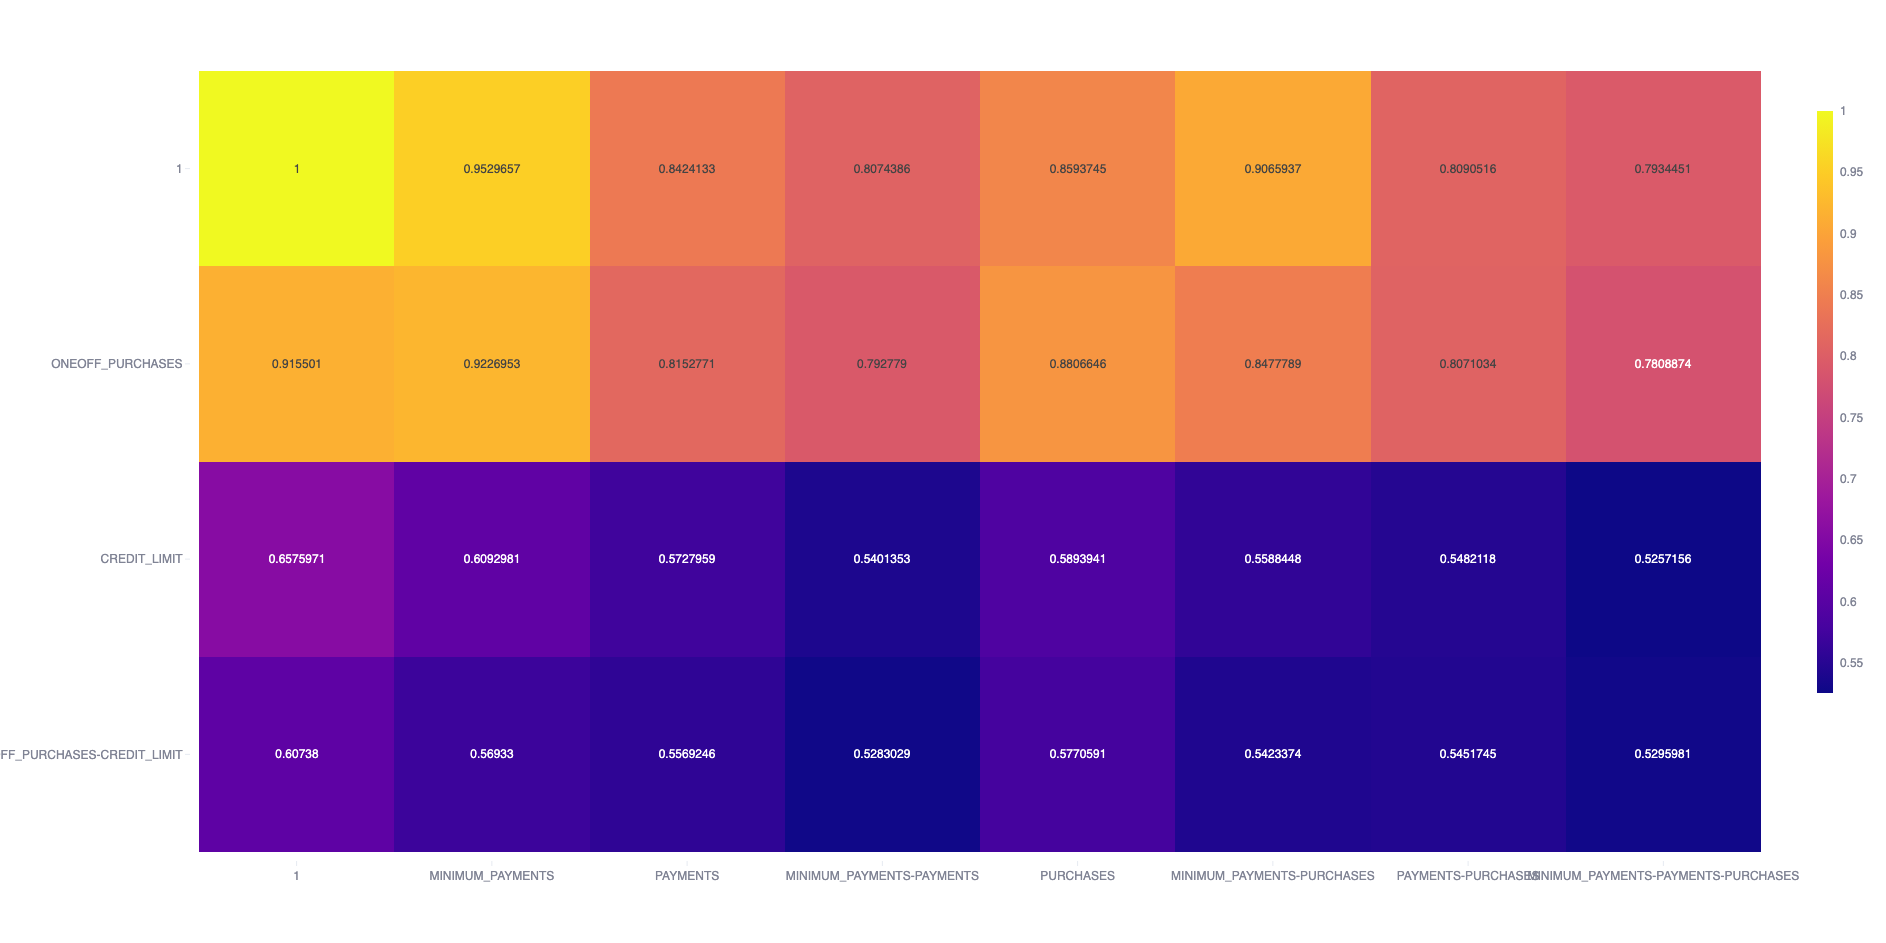 1
1 0.9529657 0.8424133 0.8074386 0.8593745 0.9065937 0.8090516 0.7934451
ONEOFF_PURCHASES
0.915501 0.9226953 0.8152771 0.792779 0.8806646 0.8477789 0.8071034 0.7808874
CREDIT_LIMIT
0.6575971 0.6092981 0.5727959 0.5401353 0.5893941 0.5588448 0.5482118 0.5257156
FF_PURCHASES-CREDIT_LIMIT
0.60738 0.56933 0.5569246 0.5283029 0.5770591 0.5423374 0.5451745 0.5295981
1
MINIMUM_PAYMENTS
PAYMENTS
MINIMUM_PAYMENTS-PAYMENTS
PURCHASES
MINIMUM_PAYMENTS-PURCHASES
PAYMENTS-PURCHASES
MINIMUM_PAYMENTS-PAYMENTS-PURCHASES
1
0.95
0.9
0.85
0.8
0.75
0.7
0.65
0.6
0.55